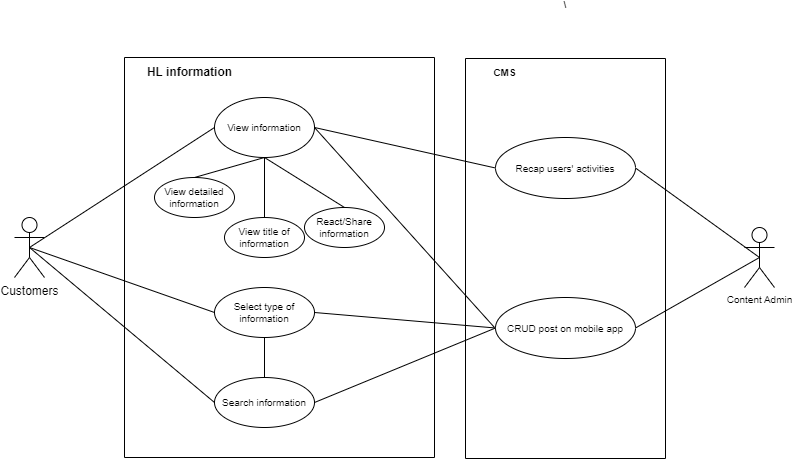 \
HL information
CMS
View information
Recap users' activities
View detailed
information
React/Share
information
View title of
information
Customers
Content Admin
Select type of
information
CRUD post on mobile app
Search information